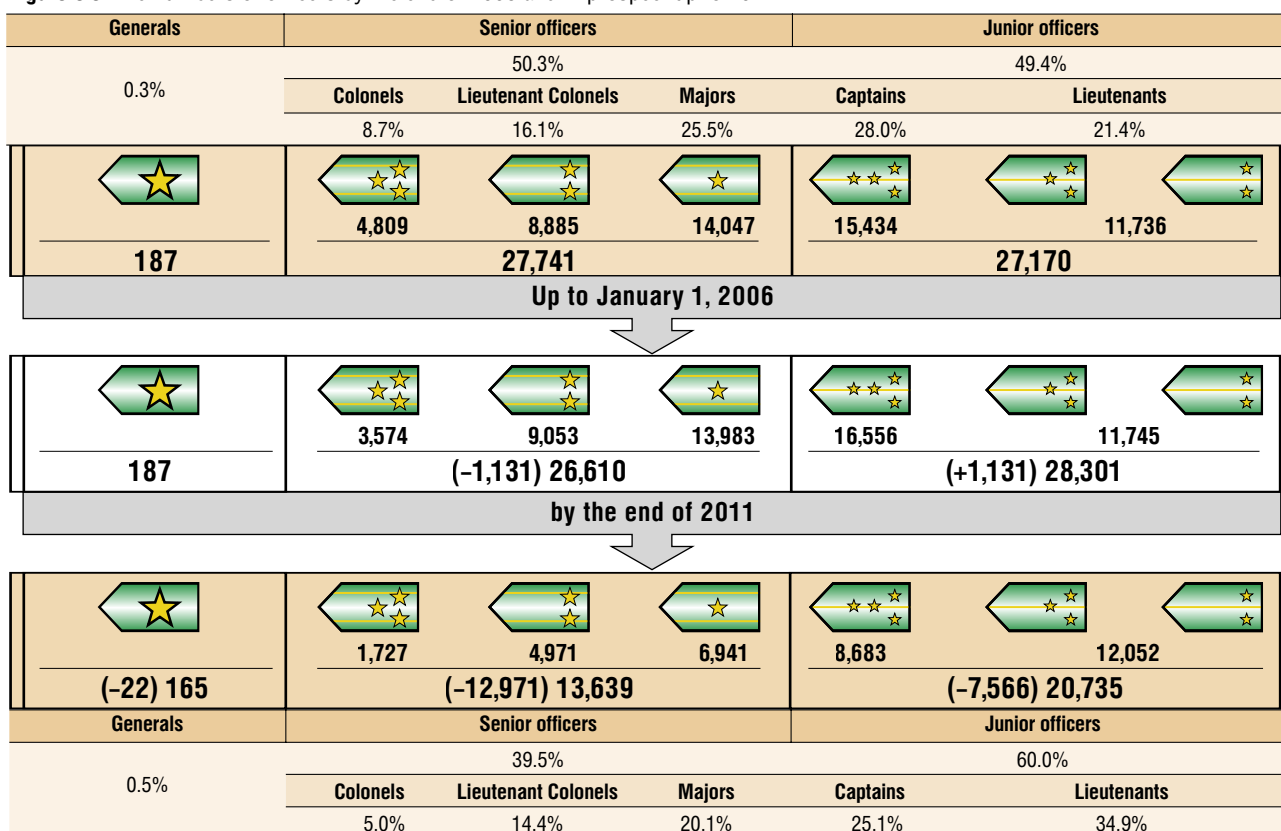 Generals Senior officers Junior officers
50.3% 49.4%
0.3%
Colonels Lieutenant Colonels Majors Captains Lieutenants
8.7% 16.1% 25.5% 28.0% 21.4%
4,809 8,885 14,047 15,434 11,736
187 27,741 27,170
Up to January 1, 2006
3,574 9,053 13,983 16,556 11,745
187 (−1,131) 26,610 (+1,131) 28,301
by the end of 2011
1,727 4,971 6,941 8,683 12,052
(−22) 165 (−12,971) 13,639 (−7,566) 20,735
Generals Senior officers Junior officers
39.5% 60.0%
0.5%
Colonels Lieutenant Colonels Majors Captains Lieutenants
5.0% 14.4% 20.1% 25.1% 34.9%